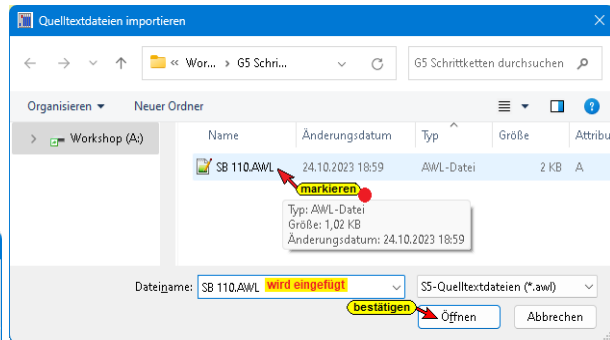 Quelltextdateien importieren
« Wor... › G5 Schri...
G5 Schrittketten durchsuchen
Organisieren
Neuer Ordner
?
Workshop (A:)
Name Änderungsdatum Typ Größe Attribu
SB 110.AWL 24.10.2023 18:59 AWL-Datei 2 KB A
markieren
Typ: AWL-Datei
Größe: 1,02 KB
Änderungsdatum: 24.10.2023 18:59
Dateiname: SB 110.AWL wird eingefügt S5-Quelltextdateien (*.awl)
bestätigen
Öffnen Abbrechen